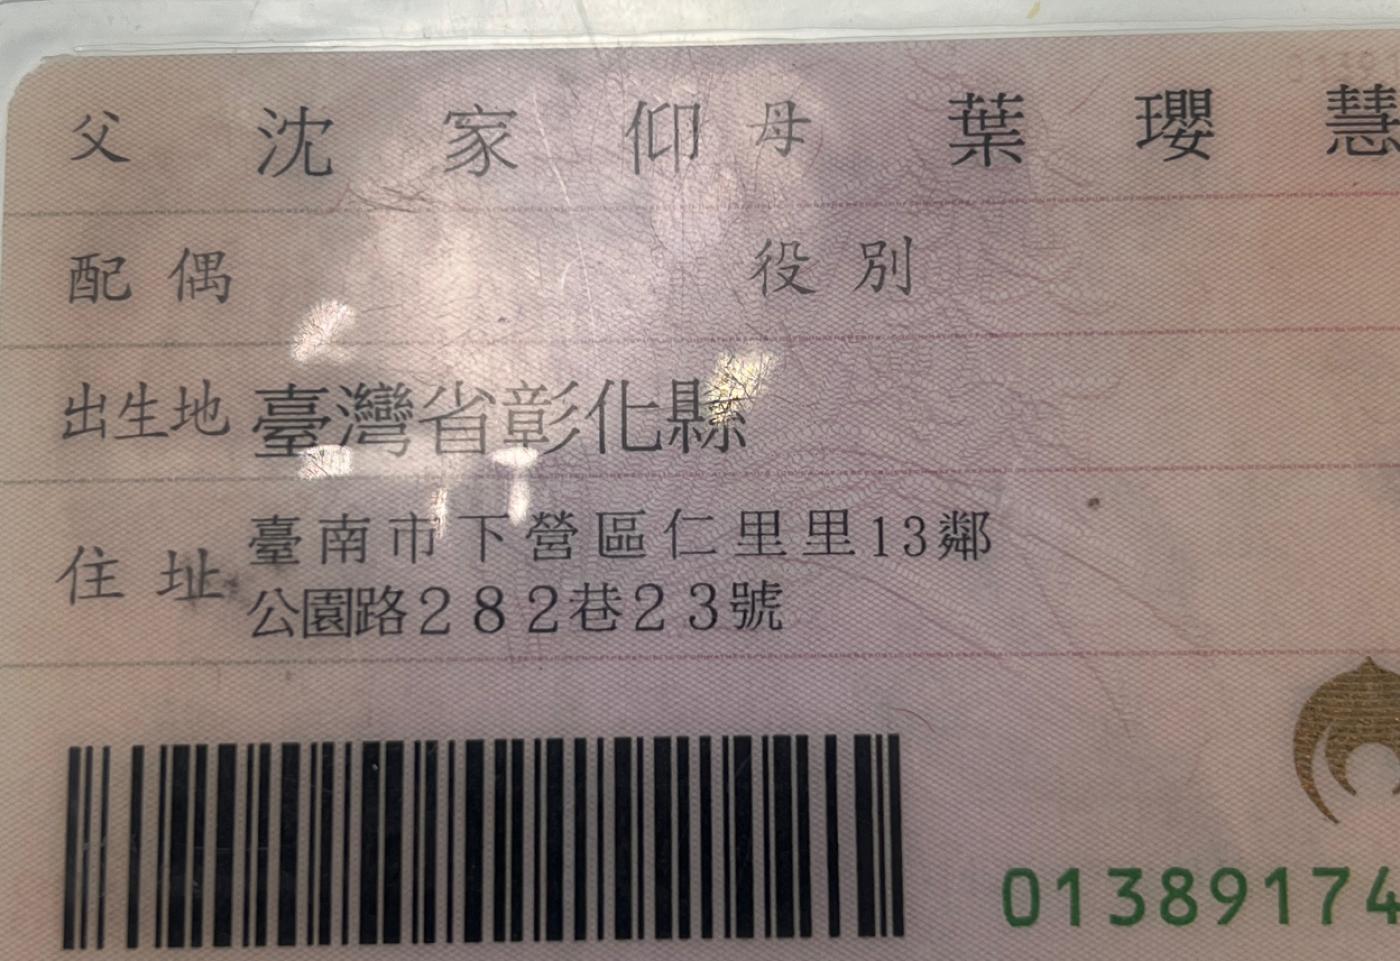 父 沈家仰 母 葉瓔慧
配偶 役別
出生地 臺灣省彰化縣
住址 臺南市下營區仁里里13鄰
公園路282巷23號
01389174